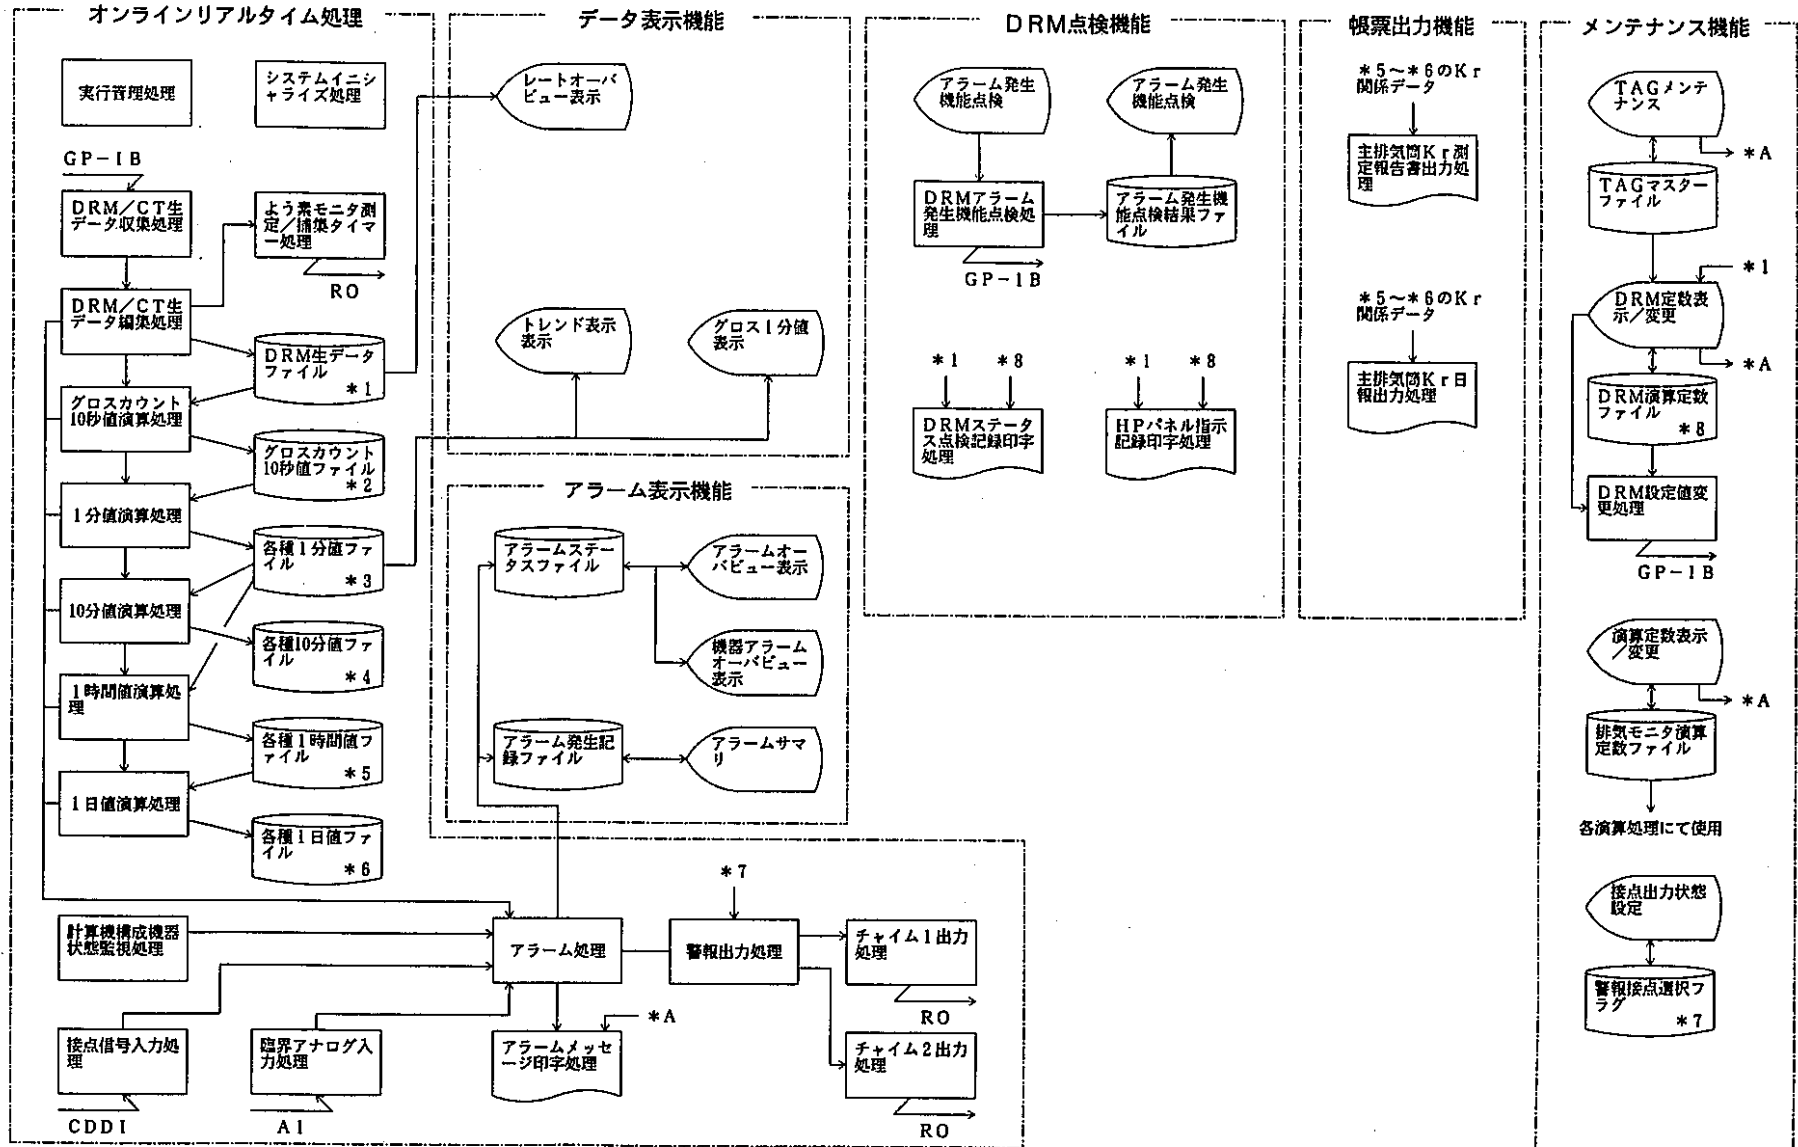 オンラインリアルタイム処理
実行管理処理
システムイニシ
ャライズ処理
GP-IB
DRM/CT生
データ収集処理
よう素モニタ測
定/捕集タイマ
ー処理
RO
DRM/CT生
データ編集処理
DRM生データ
ファイル
*1
グロスカウント
10秒値演算処理
グロスカウント
10秒値ファイル
*2
1分値演算処理
各種1分値ファ
イル
*3
10分値演算処理
各種10分値ファ
イル
*4
1時間値演算処
理
各種1時間値フ
ァイル
*5
1日値演算処理
各種1日値ファ
イル
*6
計算機構成機器
状態監視処理
接点信号入力処
理
CDDI
臨界アナログ入
力処理
AI
アラーム処理
*A
アラームメッセ
ージ印字処理
*7
警報出力処理
チャイム1出力
処理
RO
チャイム2出力
処理
RO
データ表示機能
レートオーバ
ビュー表示
トレンド表示
表示
グロス1分値
表示
アラーム表示機能
アラームステー
タスファイル
アラームオー
バビュー表示
機器アラーム
オーバビュー
表示
アラーム発生記
録ファイル
アラームサマ
リ
DRM点検機能
アラーム発生
機能点検
アラーム発生
機能点検
DRMアラーム
発生機能点検処
理
GP-IB
アラーム発生機
能点検結果ファ
イル
*1 *8
DRMステータ
ス点検記録印字
処理
*1 *8
HPパネル指示
記録印字処理
帳票出力機能
*5~*6のKr
関係データ
主排気筒Kr測
定報告書出力処
理
*5~*6のKr
関係データ
主排気筒Kr日
報出力処理
メンテナンス機能
TAGメンテ
ナンス
*A
TAGマスター
ファイル
*1
DRM定数表
示/変更
*A
DRM演算定数
ファイル
*8
DRM設定値変
更処理
GP-IB
演算定数表示
/変更
*A
排気モニタ演算
定数ファイル
各演算処理にて使用
接点出力状態
設定
警報接点選択フ
ラグ
*7